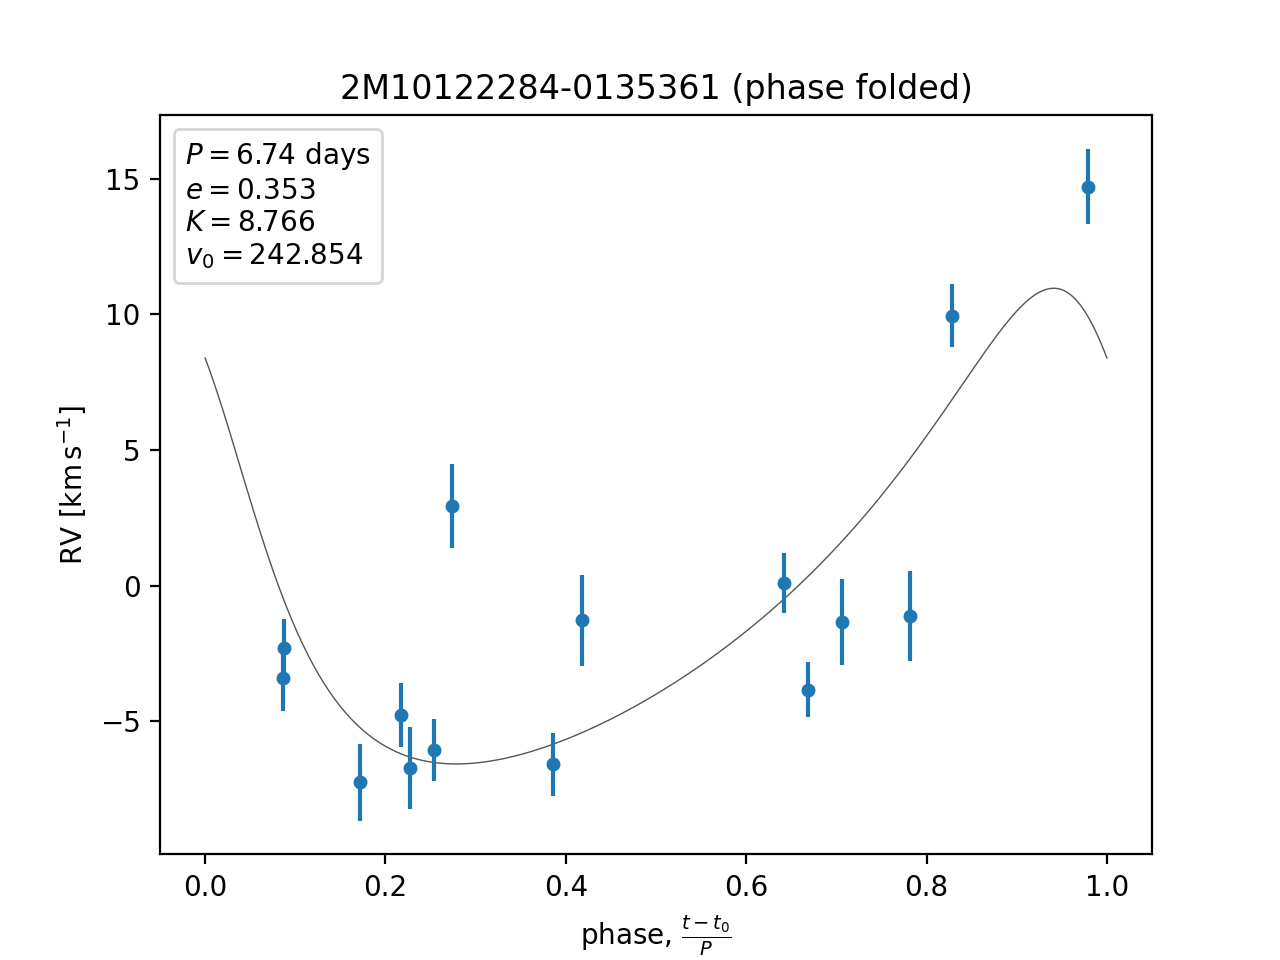 2M10122284-0135361 (phase folded)
P = 6.74 days
e = 0.353
K = 8.766
v₀ = 242.854
15
10
5
0
−5
RV [km s⁻¹]
0.0 0.2 0.4 0.6 0.8 1.0
phase, (t − t₀)/P